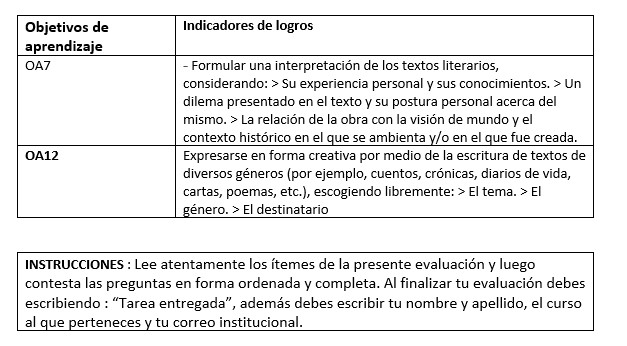 Objetivos de
aprendizaje
Indicadores de logros
OA7
- Formular una interpretación de los textos literarios,
considerando: > Su experiencia personal y sus conocimientos. > Un
dilema presentado en el texto y su postura personal acerca del
mismo. > La relación de la obra con la visión de mundo y el
contexto histórico en el que se ambienta y/o en el que fue creada.
OA12
Expresarse en forma creativa por medio de la escritura de textos de
diversos géneros (por ejemplo, cuentos, crónicas, diarios de vida,
cartas, poemas, etc.), escogiendo libremente: > El tema. > El
género. > El destinatario
INSTRUCCIONES : Lee atentamente los ítemes de la presente evaluación y luego
contesta las preguntas en forma ordenada y completa. Al finalizar tu evaluación debes
escribiendo : “Tarea entregada”, además debes escribir tu nombre y apellido, el curso
al que perteneces y tu correo institucional.